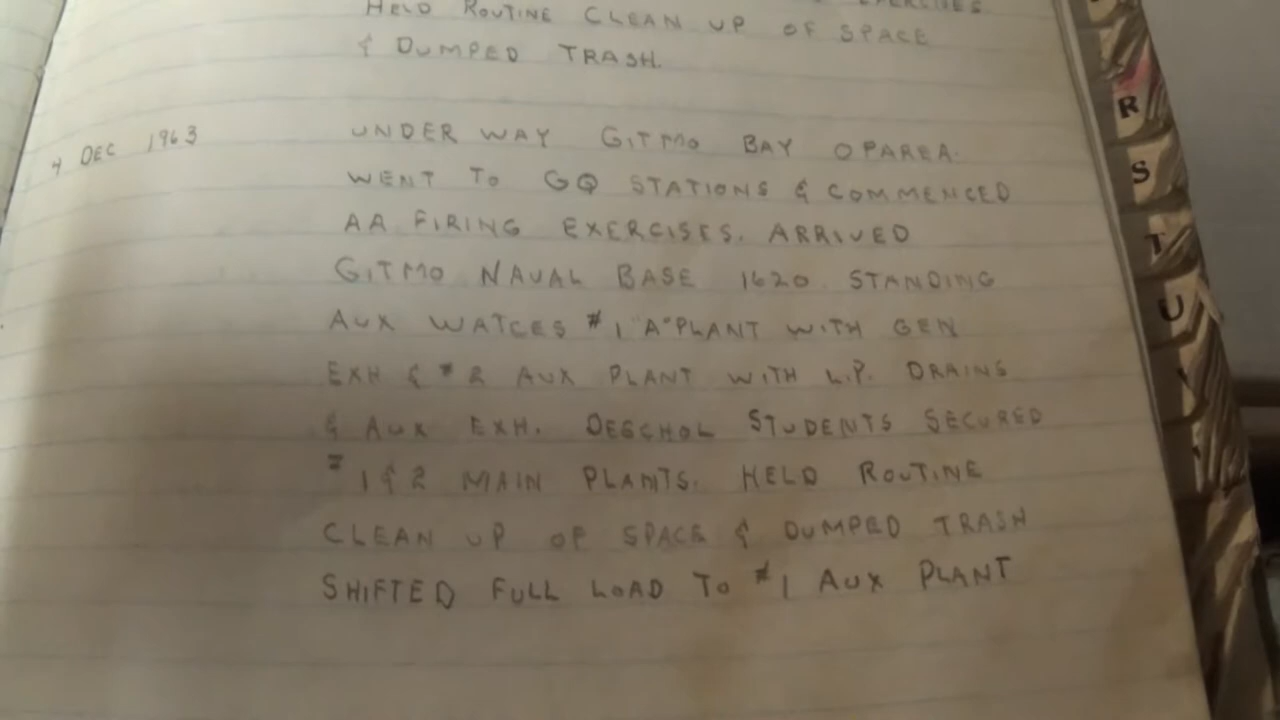 EXERCISES
HELD ROUTINE CLEAN UP OF SPACE
& DUMPED TRASH.
4 DEC 1963 UNDER WAY GITMO BAY OPAREA.
WENT TO GQ STATIONS & COMMENCED
AA FIRING EXERCISES. ARRIVED
GITMO NAVAL BASE 1620. STANDING
AUX WATCES #1 "A" PLANT WITH GEN
EXH & #2 AUX PLANT WITH L.P. DRAINS
& AUX EXH. DESCHOL STUDENTS SECURED
#1 & 2 MAIN PLANTS. HELD ROUTINE
CLEAN UP OF SPACE & DUMPED TRASH
SHIFTED FULL LOAD TO #1 AUX PLANT
R
S
T
U